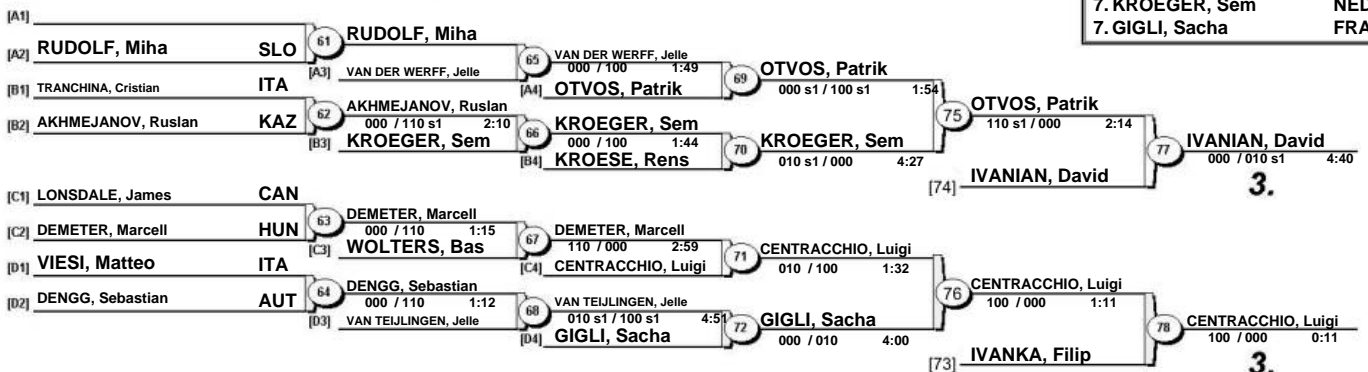 7. KROEGER, Sem NED
7. GIGLI, Sacha FRA
[A1]
[A2] RUDOLF, Miha SLO
61 RUDOLF, Miha
[A3] VAN DER WERFF, Jelle
[B1] TRANCHINA, Cristian ITA
[B2] AKHMEJANOV, Ruslan KAZ
62 AKHMEJANOV, Ruslan
000 / 110 s1 2:10
[B3] KROEGER, Sem
65 VAN DER WERFF, Jelle
000 / 100 1:49
[A4] OTVOS, Patrik
66 KROEGER, Sem
000 / 100 1:44
[B4] KROESE, Rens
69 OTVOS, Patrik
000 s1 / 100 s1 1:54
70 KROEGER, Sem
010 s1 / 000 4:27
75 OTVOS, Patrik
110 s1 / 000 2:14
[74] IVANIAN, David
77 IVANIAN, David
000 / 010 s1 4:40
3.
[C1] LONSDALE, James CAN
[C2] DEMETER, Marcell HUN
63 DEMETER, Marcell
000 / 110 1:15
[C3] WOLTERS, Bas
[D1] VIESI, Matteo ITA
[D2] DENGG, Sebastian AUT
64 DENGG, Sebastian
000 / 110 1:12
[D3] VAN TEIJLINGEN, Jelle
67 DEMETER, Marcell
110 / 000 2:59
[C4] CENTRACCHIO, Luigi
68 VAN TEIJLINGEN, Jelle
010 s1 / 100 s1 4:51
[D4] GIGLI, Sacha
71 CENTRACCHIO, Luigi
010 / 100 1:32
72 GIGLI, Sacha
000 / 010 4:00
76 CENTRACCHIO, Luigi
100 / 000 1:11
[73] IVANKA, Filip
78 CENTRACCHIO, Luigi
100 / 000 0:11
3.